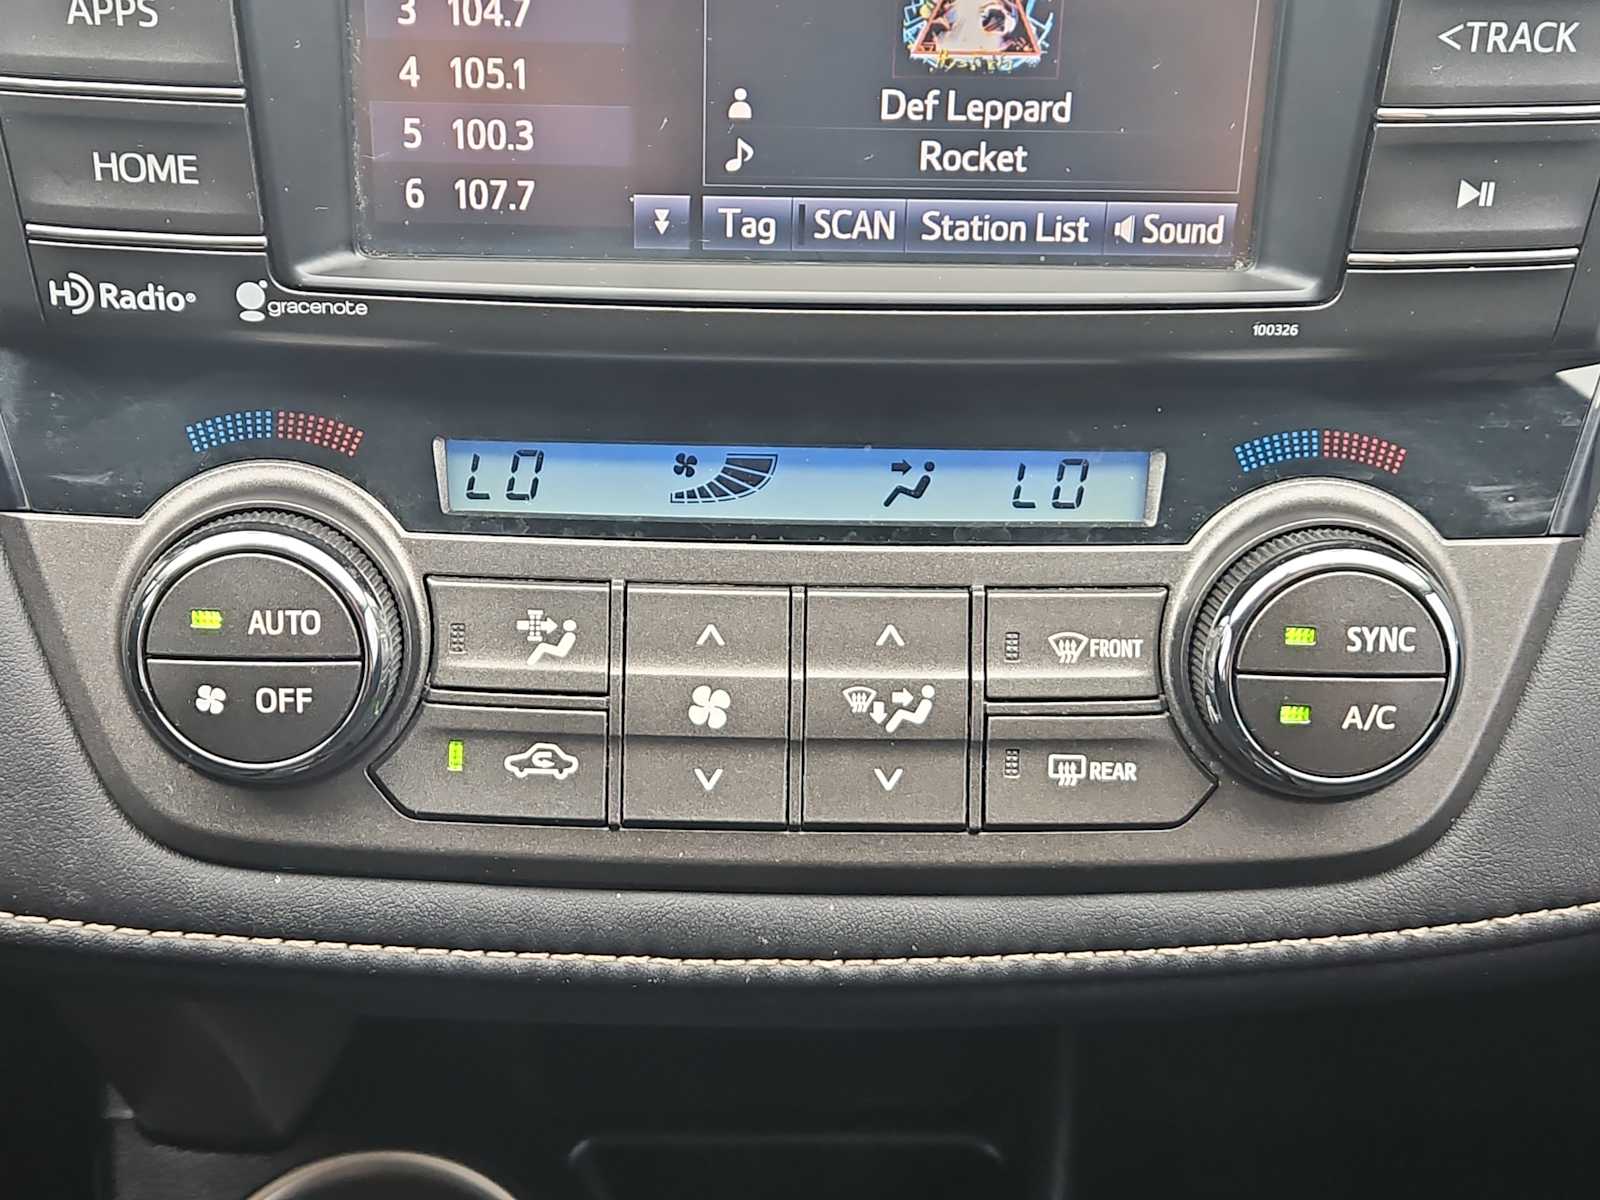 APPS
HOME
3 104.7
4 105.1
5 100.3
6 107.7
Def Leppard
Rocket
Tag
SCAN
Station List
Sound
<TRACK
HD Radio®
gracenote
100326
LO
LO
AUTO
OFF
FRONT
REAR
SYNC
A/C